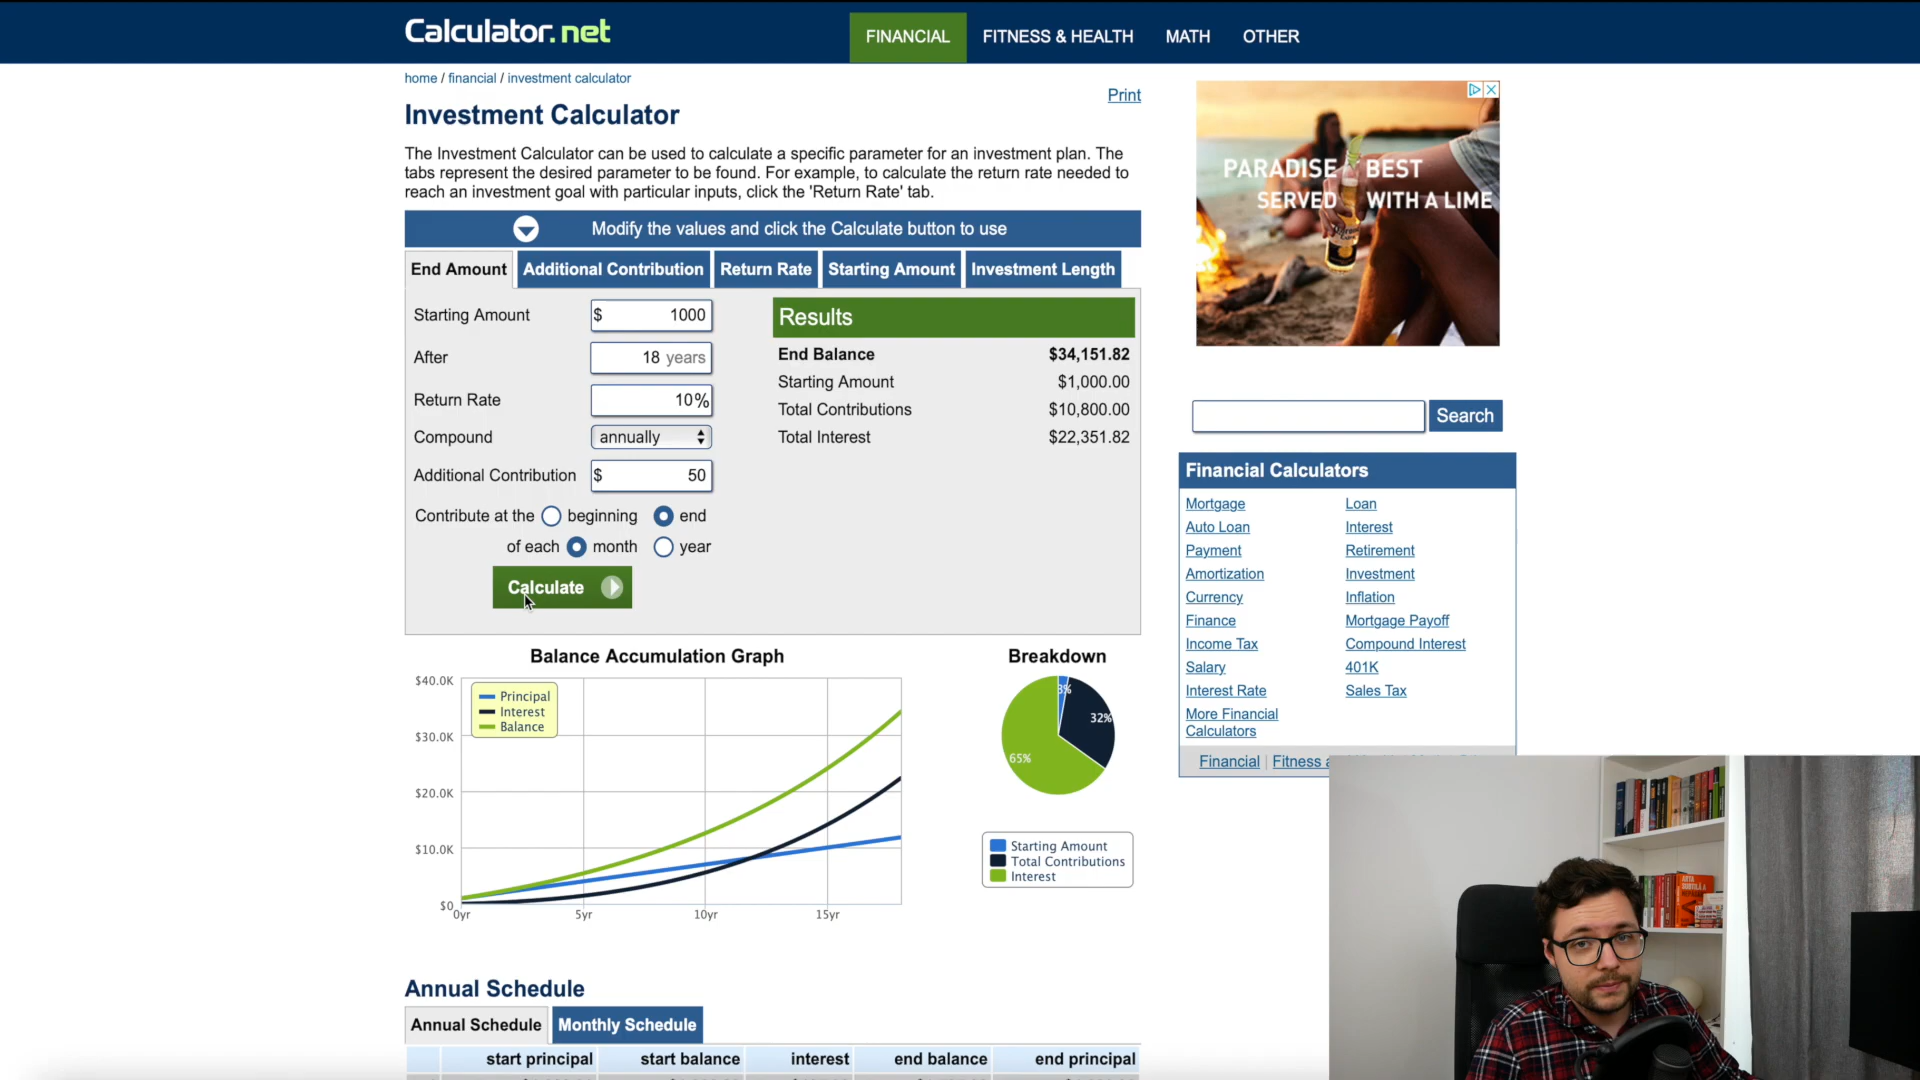 Calculator.net
FINANCIAL FITNESS & HEALTH MATH OTHER
home / financial / investment calculator
Print
Investment Calculator
The Investment Calculator can be used to calculate a specific parameter for an investment plan. The
tabs represent the desired parameter to be found. For example, to calculate the return rate needed to
reach an investment goal with particular inputs, click the 'Return Rate' tab.
Modify the values and click the Calculate button to use
End Amount Additional Contribution Return Rate Starting Amount Investment Length
Starting Amount $ 1000
After 18 years
Return Rate 10%
Compound annually
Additional Contribution $ 50
Contribute at the beginning end
of each month year
Calculate
Results
End Balance $34,151.82
Starting Amount $1,000.00
Total Contributions $10,800.00
Total Interest $22,351.82
Balance Accumulation Graph
$40.0K
$30.0K
$20.0K
$10.0K
$0
Principal
Interest
Balance
0yr 5yr 10yr 15yr
Breakdown
3%
32%
65%
Starting Amount
Total Contributions
Interest
Annual Schedule
Annual Schedule Monthly Schedule
start principal start balance interest end balance end principal
PARADISE BEST
SERVED WITH A LIME
Search
Financial Calculators
Mortgage Loan
Auto Loan Interest
Payment Retirement
Amortization Investment
Currency Inflation
Finance Mortgage Payoff
Income Tax Compound Interest
Salary 401K
Interest Rate Sales Tax
More Financial
Calculators
Financial | Fitness